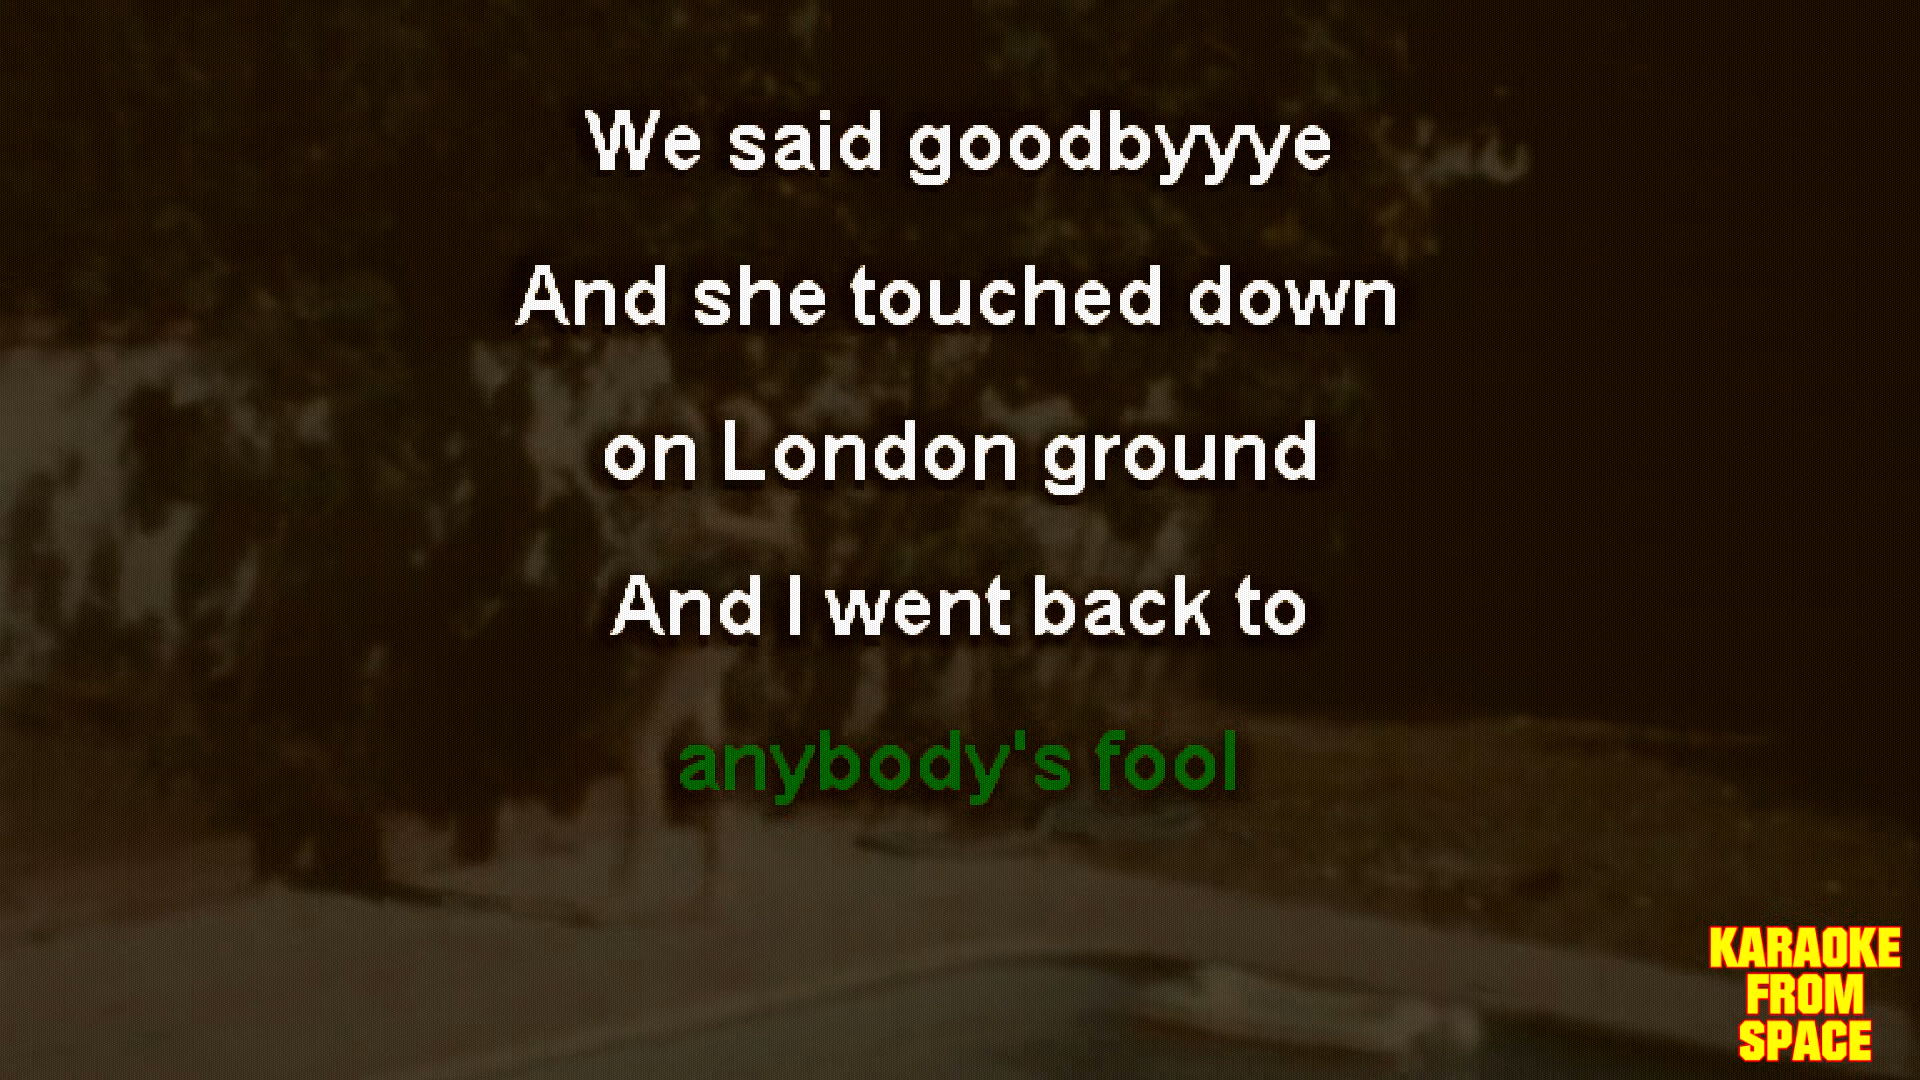 We said goodbyyye
And she touched down
on London ground
And I went back to
anybody's fool
KARAOKE
FROM
SPACE